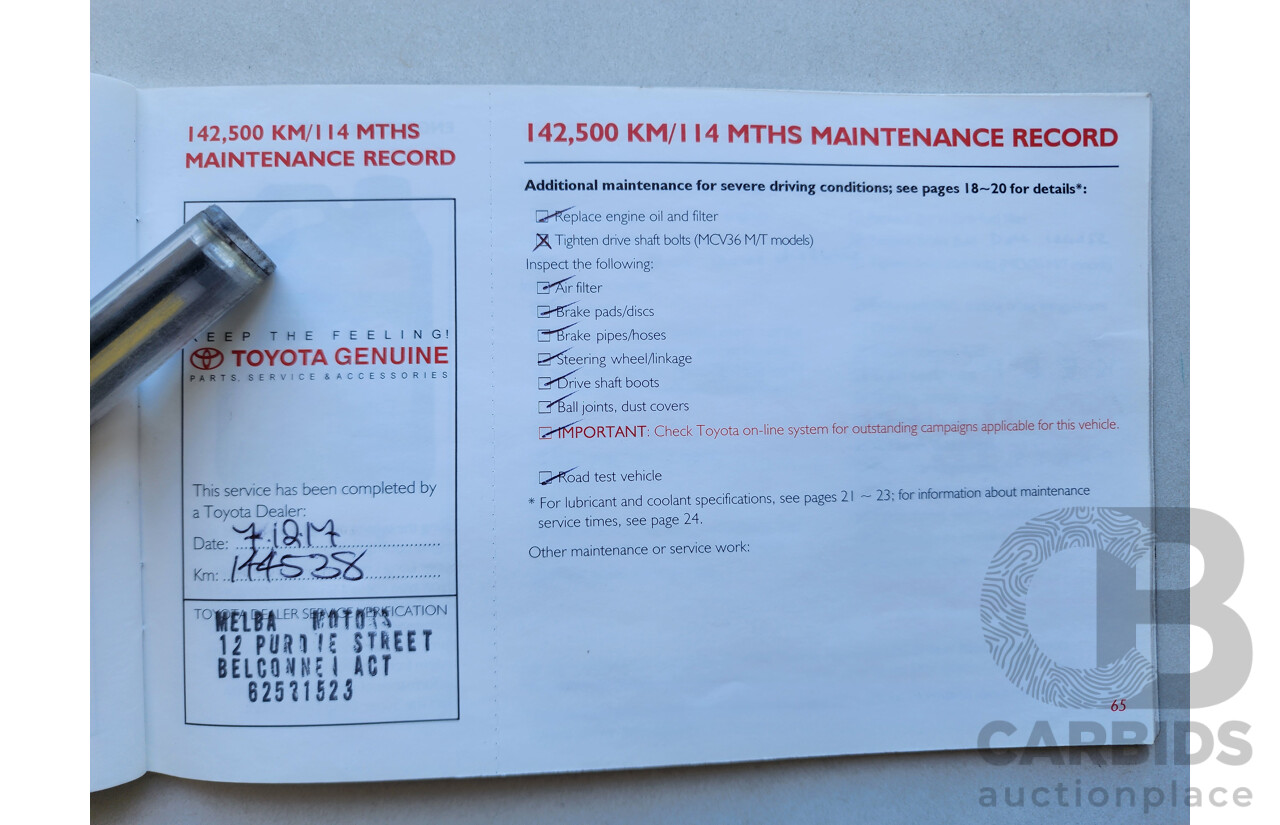 142,500 KM/114 MTHS
MAINTENANCE RECORD
KEEP THE FEELING!
TOYOTA GENUINE
PARTS, SERVICE & ACCESSORIES
This service has been completed by
a Toyota Dealer:
Date: 7.12.17
Km: 144538
TOYOTA DEALER SERVICE VERIFICATION
MELBA MOTORS
12 PURDIE STREET
BELCONNEN ACT
142,500 KM/114 MTHS MAINTENANCE RECORD
Additional maintenance for severe driving conditions; see pages 18~20 for details*:
Replace engine oil and filter
Tighten drive shaft bolts (MCV36 M/T models)
Inspect the following:
Air filter
Brake pads/discs
Brake pipes/hoses
Steering wheel/linkage
Drive shaft boots
Ball joints, dust covers
IMPORTANT: Check Toyota on-line system for outstanding campaigns applicable for this vehicle.
Road test vehicle
* For lubricant and coolant specifications, see pages 21 ~ 23; for information about maintenance
service times, see page 24.
Other maintenance or service work:
65
CARBIDS
auctionplace